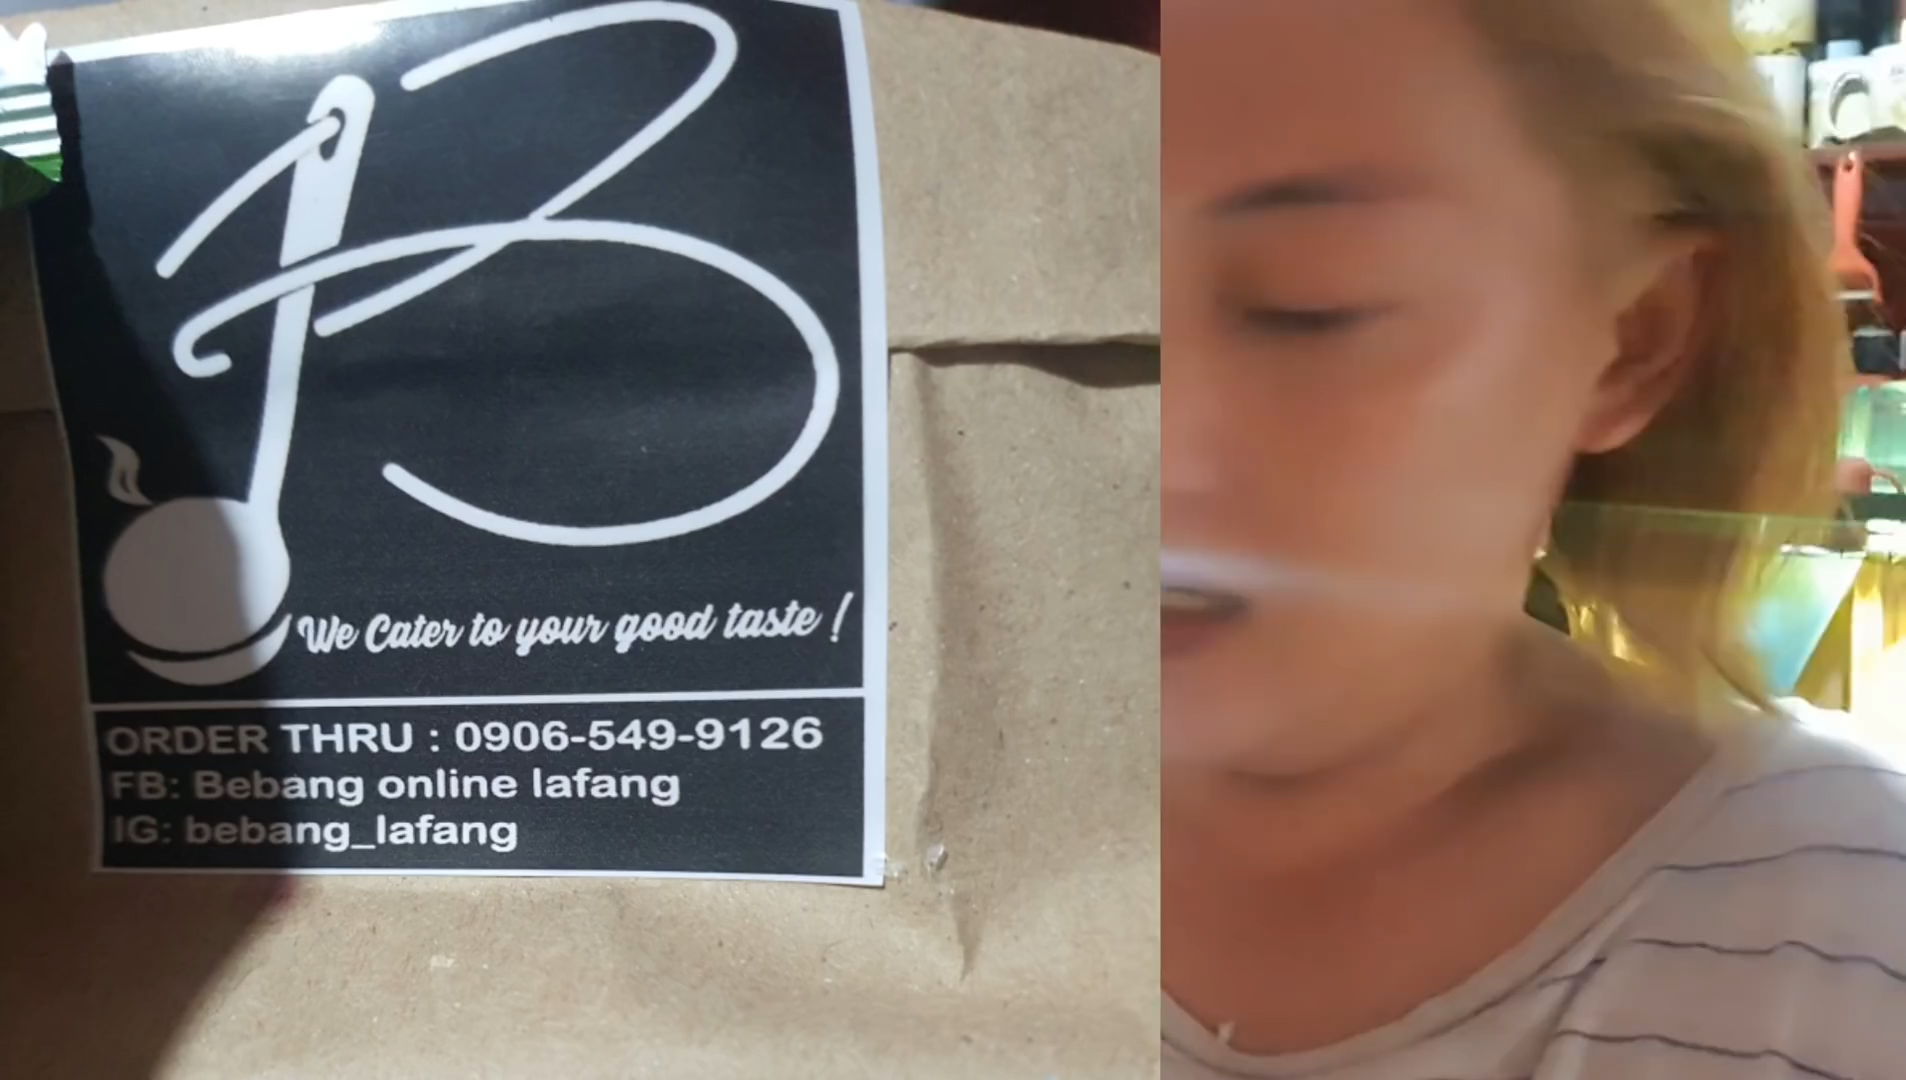 B
We Cater to your good taste !
ORDER THRU : 0906-549-9126
FB: Bebang online lafang
IG: bebang_lafang